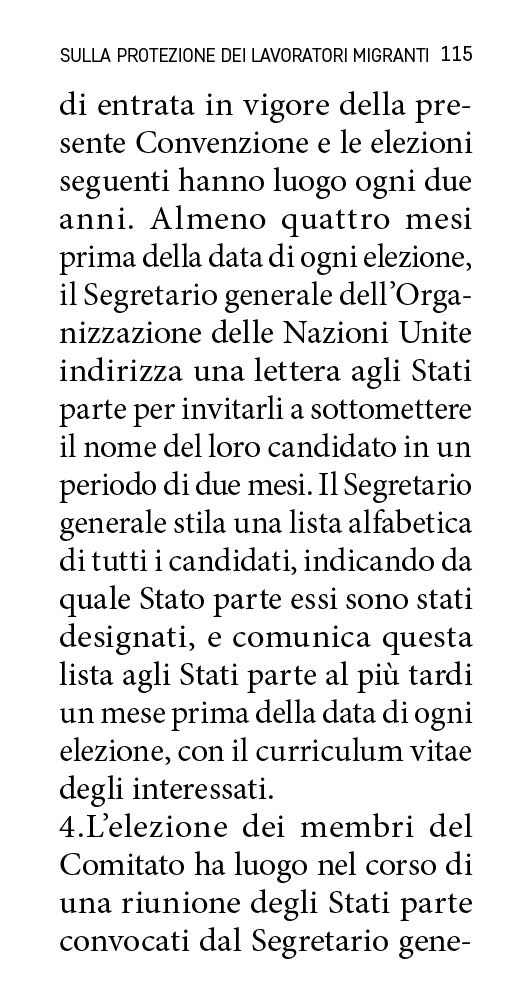 SULLA PROTEZIONE DEI LAVORATORI MIGRANTI 115
di entrata in vigore della pre-
sente Convenzione e le elezioni
seguenti hanno luogo ogni due
anni. Almeno quattro mesi
prima della data di ogni elezione,
il Segretario generale dell’Orga-
nizzazione delle Nazioni Unite
indirizza una lettera agli Stati
parte per invitarli a sottomettere
il nome del loro candidato in un
periodo di due mesi. Il Segretario
generale stila una lista alfabetica
di tutti i candidati, indicando da
quale Stato parte essi sono stati
designati, e comunica questa
lista agli Stati parte al più tardi
un mese prima della data di ogni
elezione, con il curriculum vitae
degli interessati.
4.L’elezione dei membri del
Comitato ha luogo nel corso di
una riunione degli Stati parte
convocati dal Segretario gene-